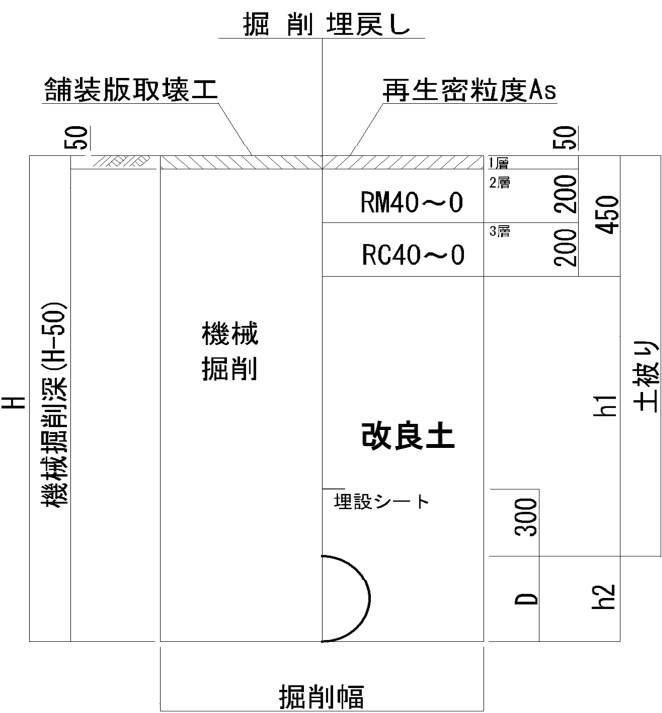 掘 削 埋戻し
舗装版取壊工
再生密粒度As
50
50
1層
2層
RM40～0
200
450
3層
RC40～0
200
機械
掘削
機械掘削深(H-50)
H
土被り
h1
改良土
埋設シート
300
D
h2
掘削幅